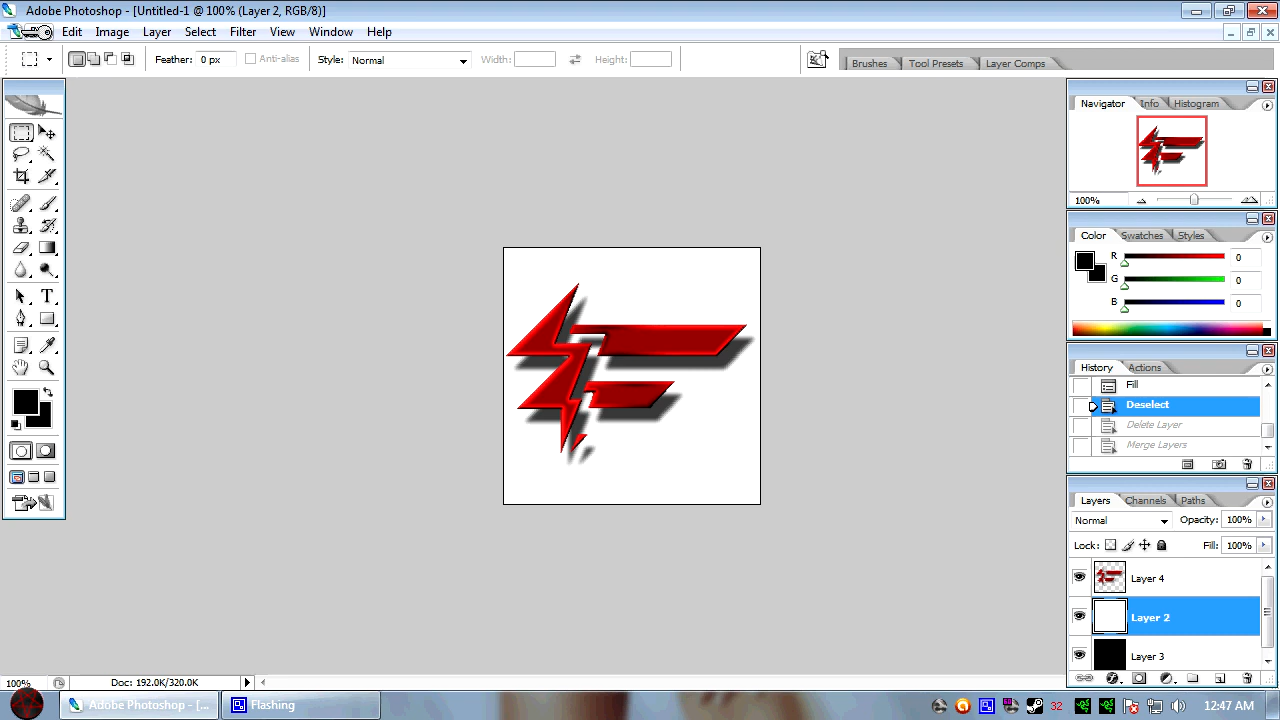 Adobe Photoshop - [Untitled-1 @ 100% (Layer 2, RGB/8)]
Edit Image Layer Select Filter View Window Help
Feather: 0 px Anti-alias Style: Normal Width: Height: Brushes Tool Presets Layer Comps
Navigator Info Histogram
100%
Color Swatches Styles
R 0
G 0
B 0
History Actions
Fill
Deselect
Delete Layer
Merge Layers
Layers Channels Paths
Normal Opacity: 100%
Lock: Fill: 100%
Layer 4
Layer 2
Layer 3
100% Doc: 192.0K/320.0K
Adobe Photoshop - [... Flashing 32 12:47 AM